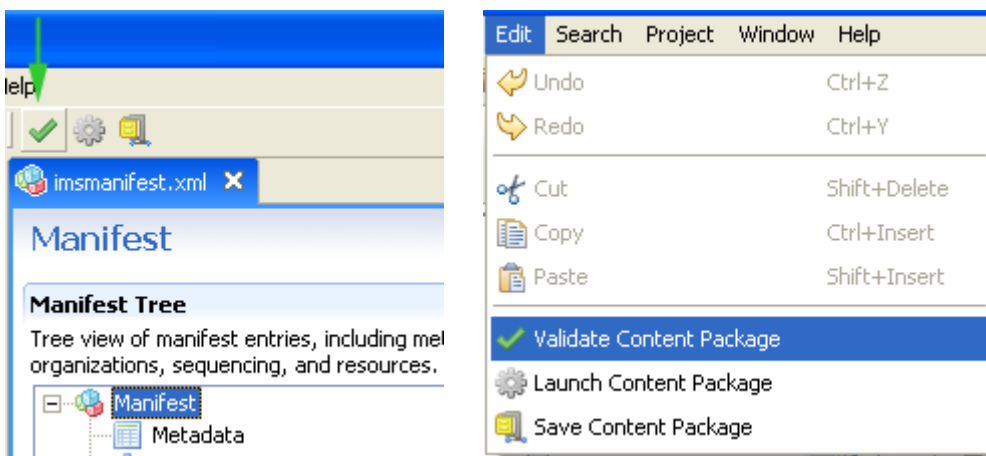 Help
imsmanifest.xml
Manifest
Manifest Tree
Tree view of manifest entries, including
organizations, sequencing, and resources.
Manifest
Metadata
Edit Search Project Window Help
Undo Ctrl+Z
Redo Ctrl+Y
Cut Shift+Delete
Copy Ctrl+Insert
Paste Shift+Insert
Validate Content Package
Launch Content Package
Save Content Package